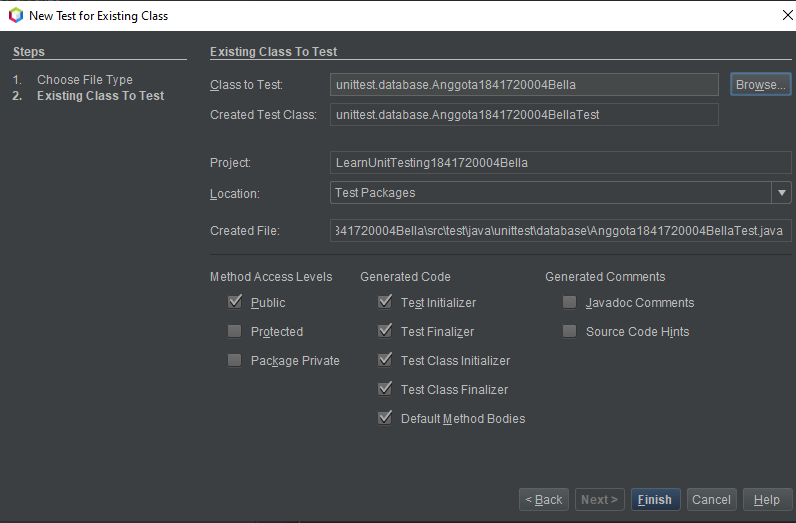 New Test for Existing Class
Steps
1. Choose File Type
2. Existing Class To Test
Existing Class To Test
Class to Test: unittest.database.Anggota1841720004Bella Browse...
Created Test Class: unittest.database.Anggota1841720004BellaTest
Project: LearnUnitTesting1841720004Bella
Location: Test Packages
Created File: 841720004Bella\src\test\java\unittest\database\Anggota1841720004BellaTest.java
Method Access Levels Generated Code Generated Comments
Public Test Initializer Javadoc Comments
Protected Test Finalizer Source Code Hints
Package Private Test Class Initializer
Test Class Finalizer
Default Method Bodies
< Back Next > Finish Cancel Help